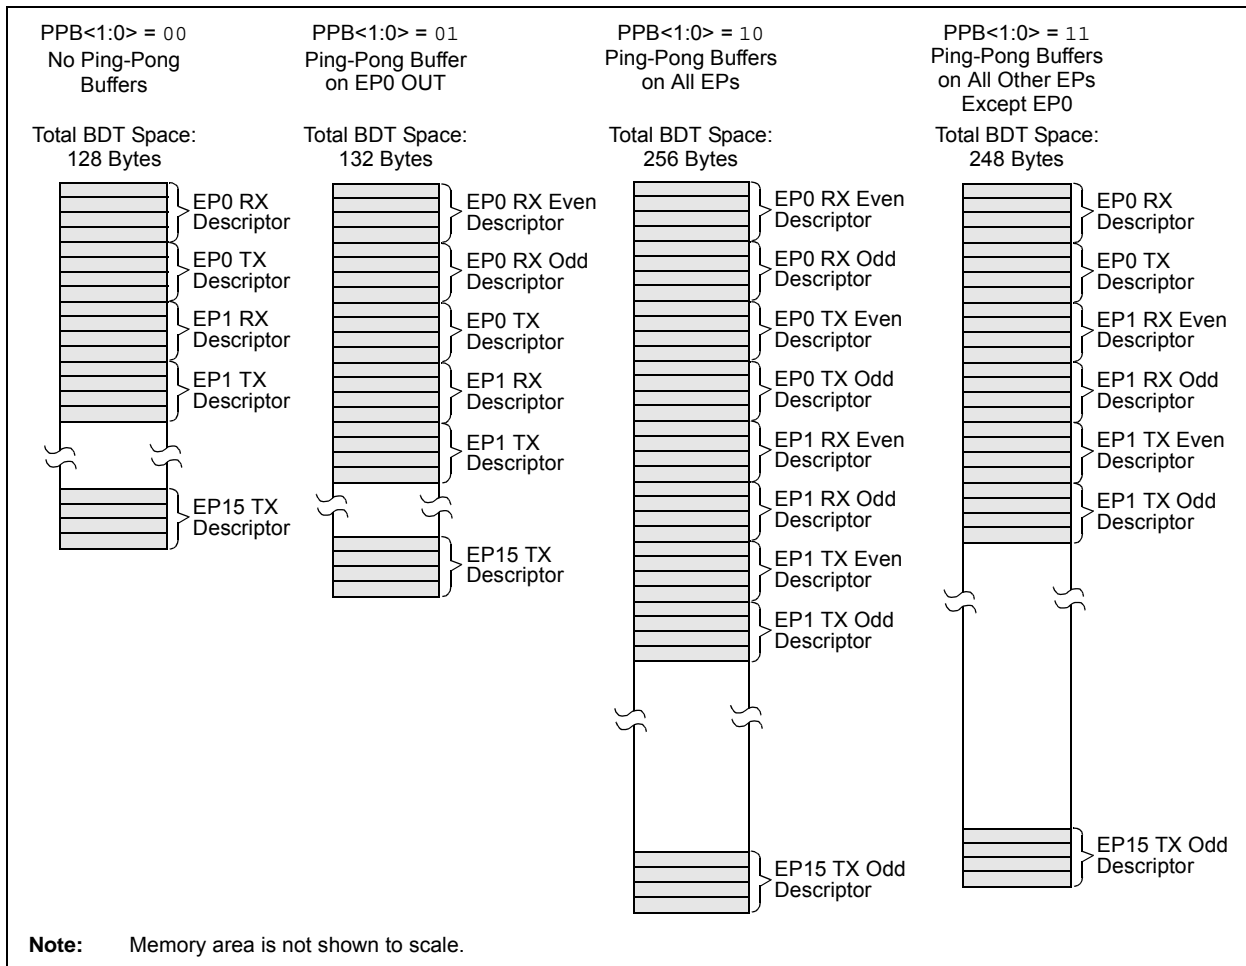 PPB<1:0> = 00
No Ping-Pong
Buffers
Total BDT Space:
128 Bytes
EP0 RX
Descriptor
EP0 TX
Descriptor
EP1 RX
Descriptor
EP1 TX
Descriptor
EP15 TX
Descriptor
PPB<1:0> = 01
Ping-Pong Buffer
on EP0 OUT
Total BDT Space:
132 Bytes
EP0 RX Even
Descriptor
EP0 RX Odd
Descriptor
EP0 TX
Descriptor
EP1 RX
Descriptor
EP1 TX
Descriptor
EP15 TX
Descriptor
PPB<1:0> = 10
Ping-Pong Buffers
on All EPs
Total BDT Space:
256 Bytes
EP0 RX Even
Descriptor
EP0 RX Odd
Descriptor
EP0 TX Even
Descriptor
EP0 TX Odd
Descriptor
EP1 RX Even
Descriptor
EP1 RX Odd
Descriptor
EP1 TX Even
Descriptor
EP1 TX Odd
Descriptor
EP15 TX Odd
Descriptor
PPB<1:0> = 11
Ping-Pong Buffers
on All Other EPs
Except EP0
Total BDT Space:
248 Bytes
EP0 RX
Descriptor
EP0 TX
Descriptor
EP1 RX Even
Descriptor
EP1 RX Odd
Descriptor
EP1 TX Even
Descriptor
EP1 TX Odd
Descriptor
EP15 TX Odd
Descriptor
Note: Memory area is not shown to scale.